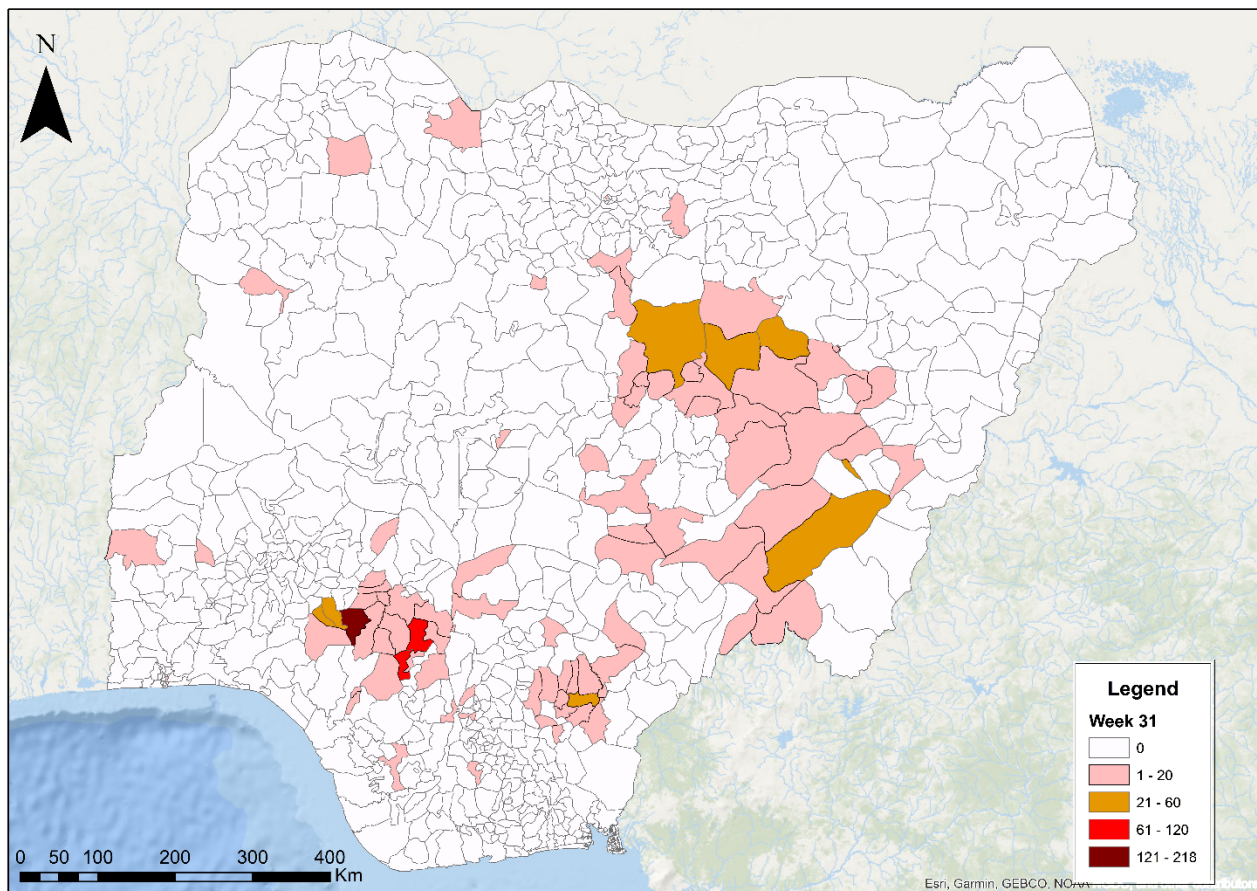 N
Legend
Week 31
0
1 - 20
21 - 60
61 - 120
121 - 218
0 50 100 200 300 400
Km
Esri, Garmin, GEBCO,